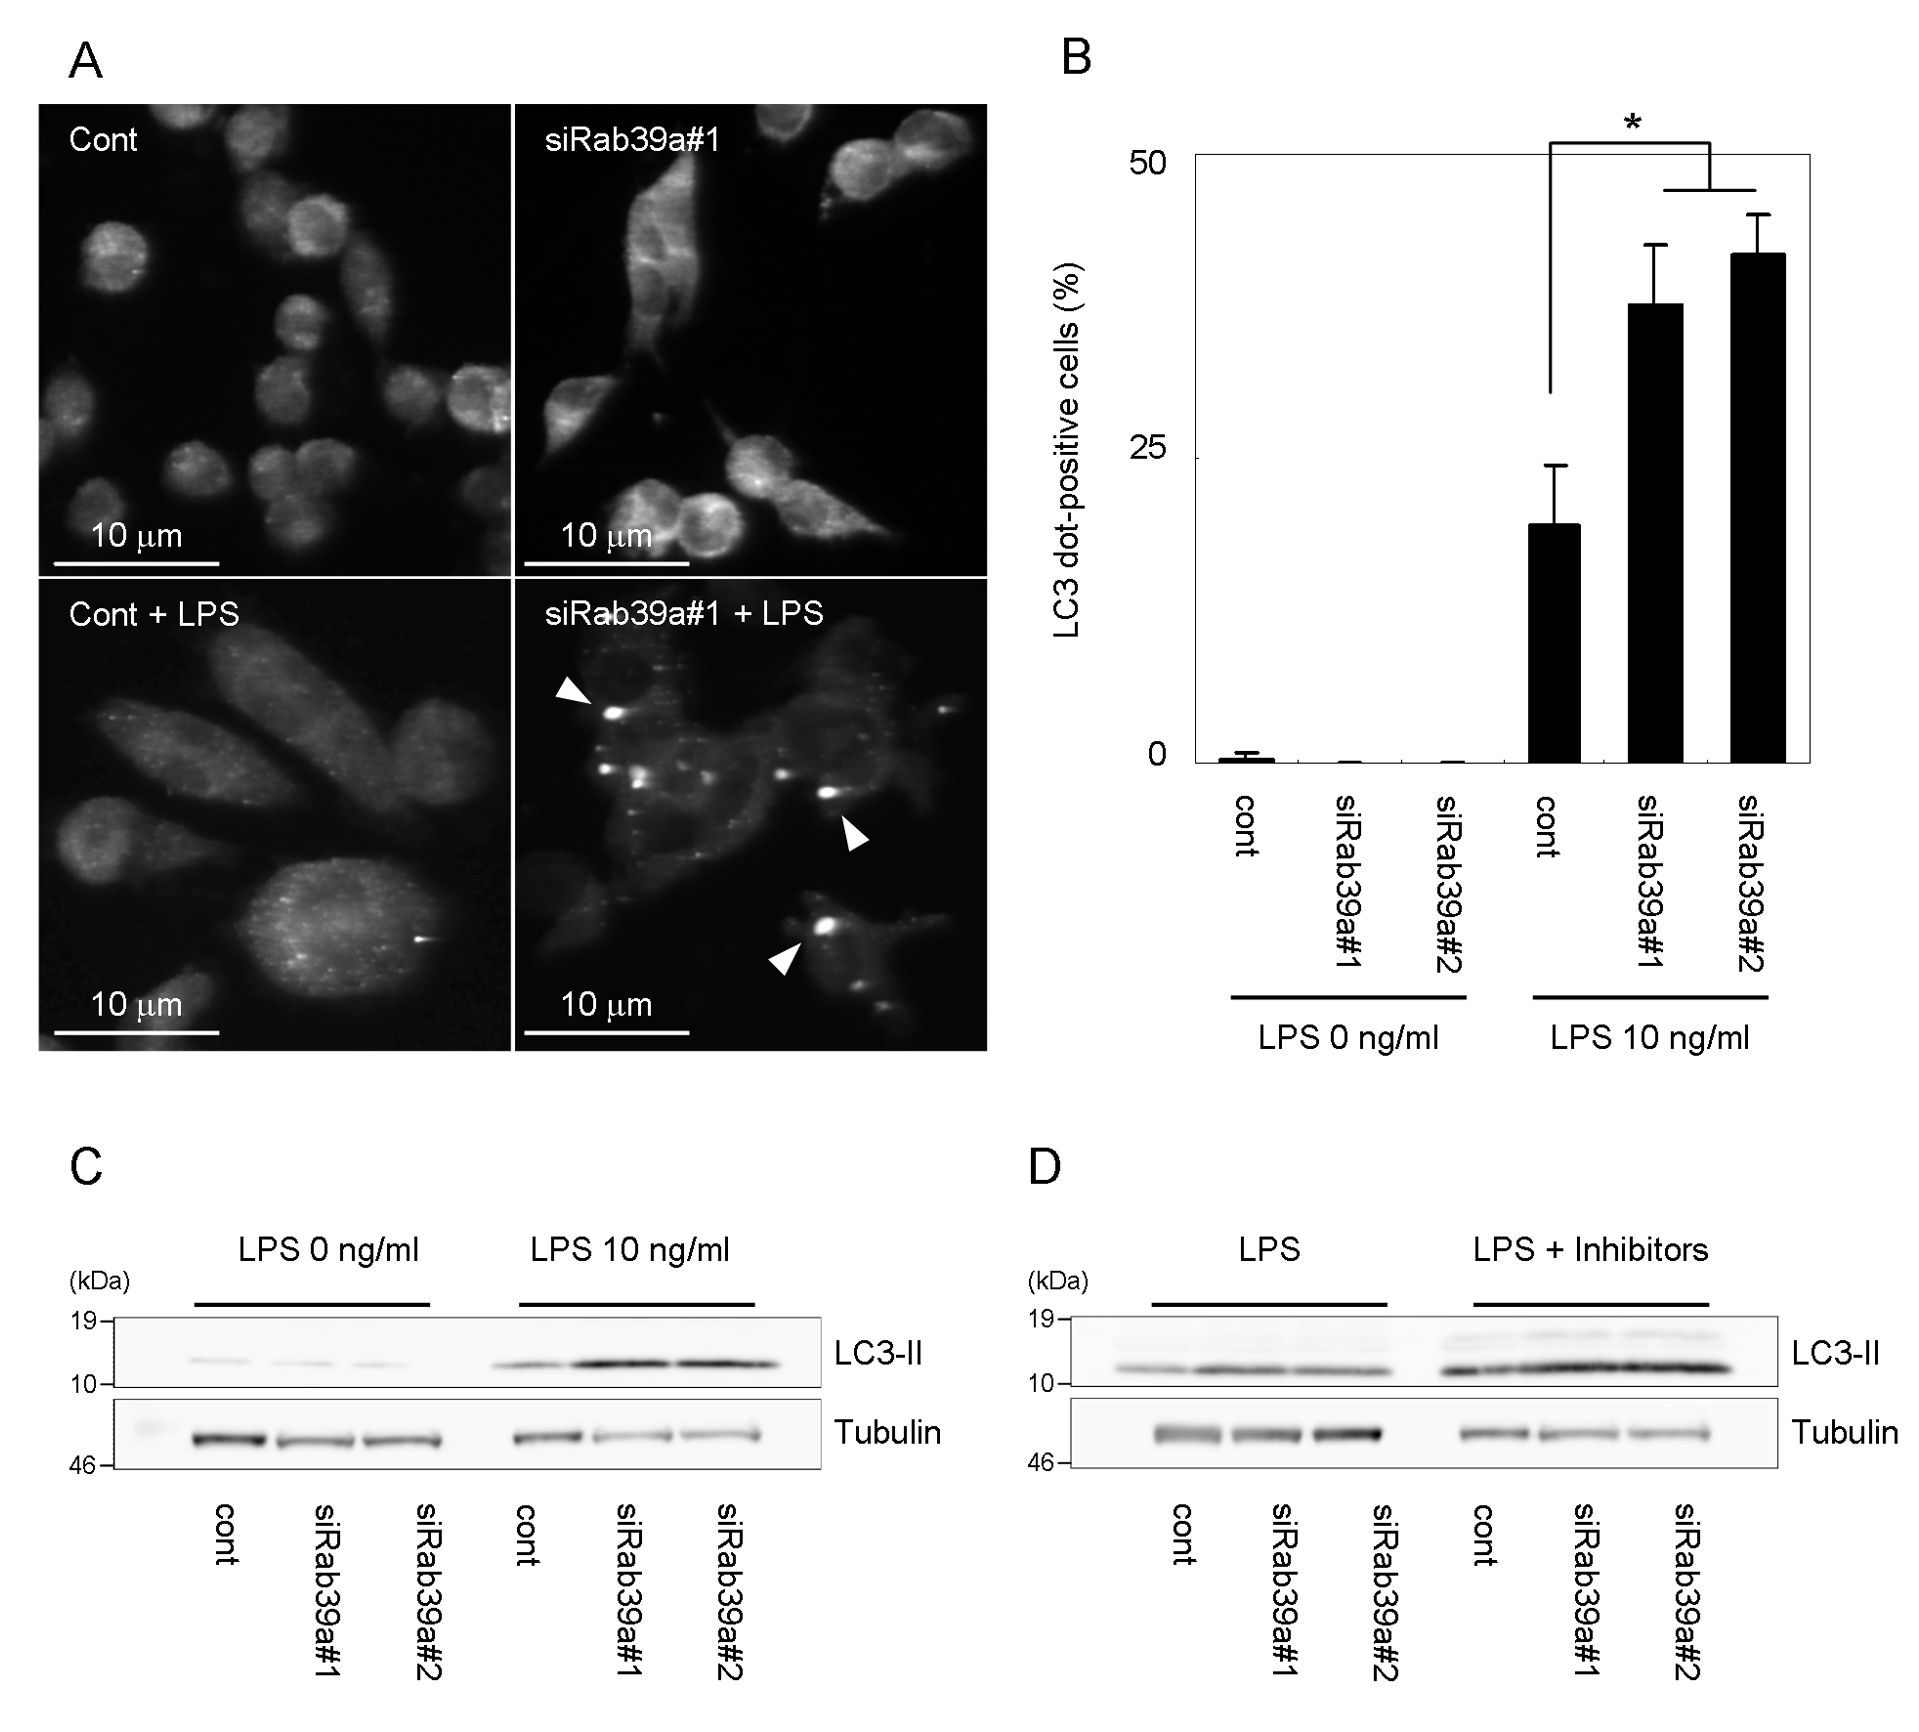 A
Cont
siRab39a#1
10 μm
10 μm
Cont + LPS
siRab39a#1 + LPS
10 μm
10 μm
B
*
50
25
0
LC3 dot-positive cells (%)
cont
siRab39a#1
siRab39a#2
cont
siRab39a#1
siRab39a#2
LPS 0 ng/ml
LPS 10 ng/ml
C
LPS 0 ng/ml
LPS 10 ng/ml
(kDa)
19
10
LC3-II
46
Tubulin
cont
siRab39a#1
siRab39a#2
cont
siRab39a#1
siRab39a#2
D
LPS
LPS + Inhibitors
(kDa)
19
10
LC3-II
46
Tubulin
cont
siRab39a#1
siRab39a#2
cont
siRab39a#1
siRab39a#2